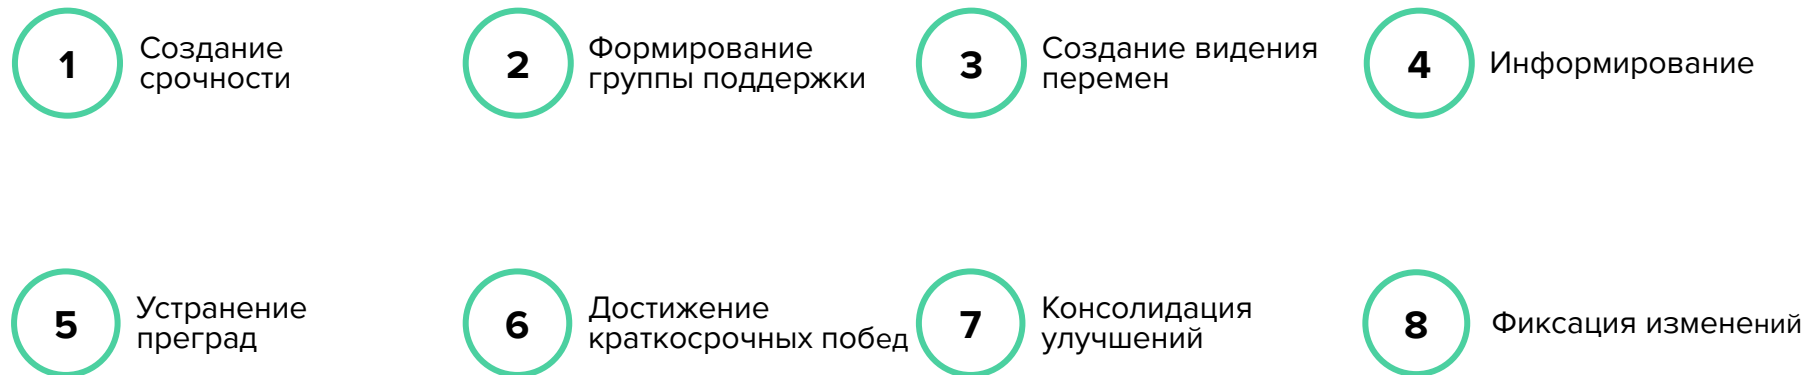 1
Создание
срочности
2
Формирование
группы поддержки
3
Создание видения
перемен
4
Информирование
5
Устранение
преград
6
Достижение
краткосрочных побед
7
Консолидация
улучшений
8
Фиксация изменений